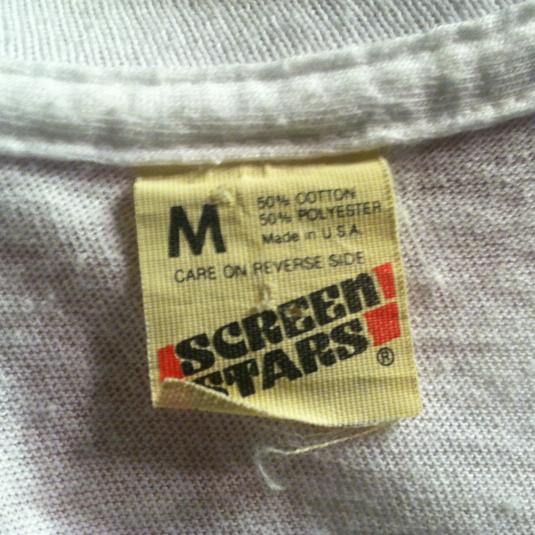 M
50% COTTON
50% POLYESTER
Made in U.S.A.
CARE ON REVERSE SIDE
SCREEN
STARS ®